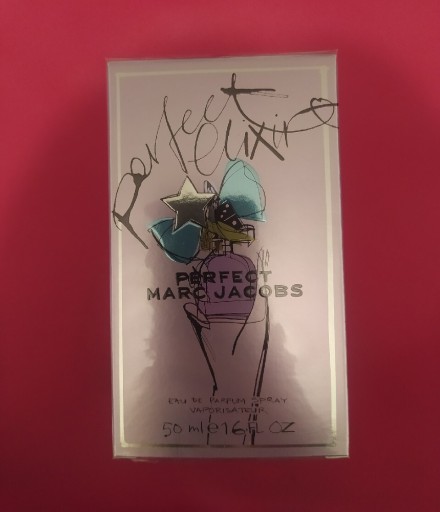 Perfect
elixir
PERFECT
MARC JACOBS
EAU DE PARFUM SPRAY
VAPORISATEUR
50 ml e 1.6 fl OZ